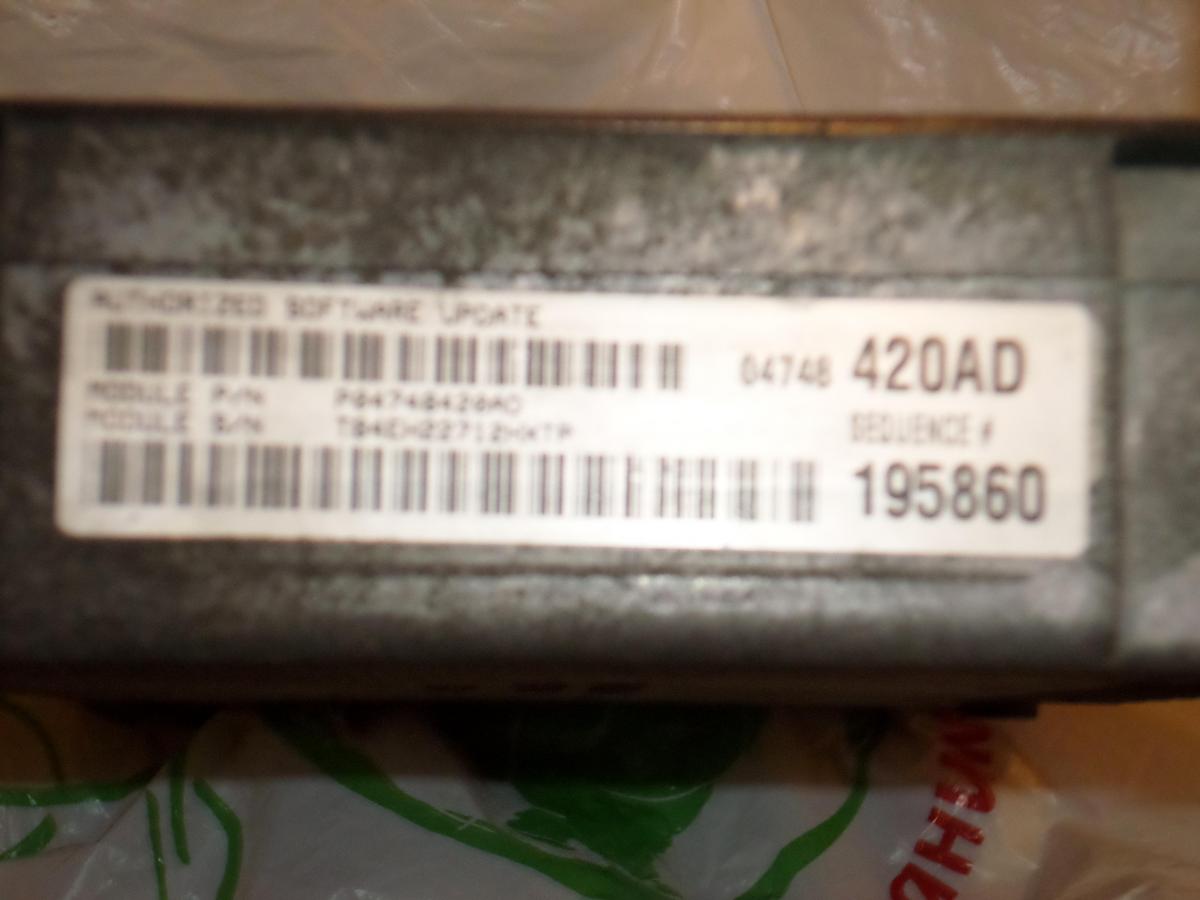 AUTHORIZED SOFTWARE UPDATE
04748 420AD
MODULE P/N P04748420AD
MODULE S/N
SEQUENCE #
195860